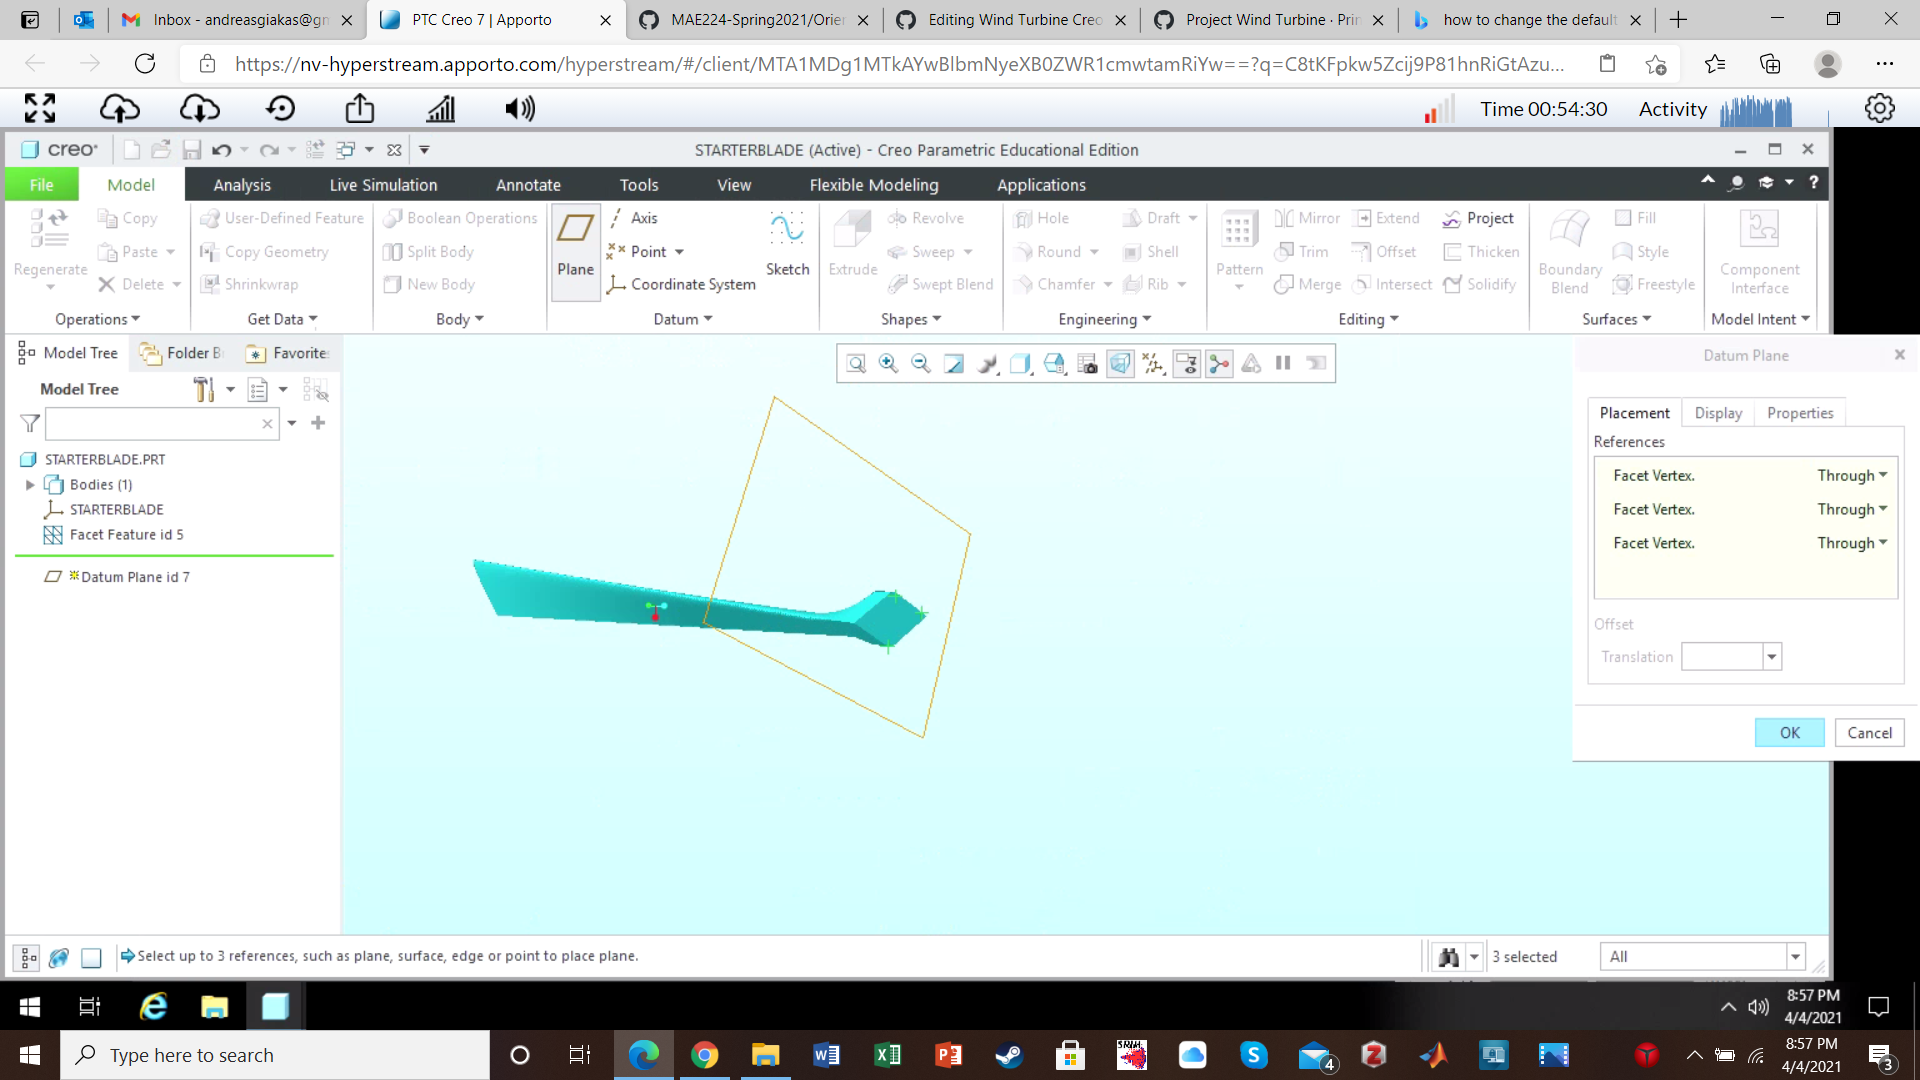 Inbox - andreasgiakas@gm
PTC Creo 7 | Apporto
MAE224-Spring2021/Orien
Editing Wind Turbine Creo
Project Wind Turbine · Prin
how to change the default
https://nv-hyperstream.apporto.com/hyperstream/#/client/MTA1MDg1MTkAYwBlbmNyeXB0ZWR1cmwtamRiYw==?q=C8tKFpkw5Zcij9P81hnRiGtAzu...
Time 00:54:30 Activity
creo
STARTERBLADE (Active) - Creo Parametric Educational Edition
File Model Analysis Live Simulation Annotate Tools View Flexible Modeling Applications
Copy User-Defined Feature Boolean Operations Axis Revolve Hole Draft Mirror Extend Project Fill
Paste Copy Geometry Split Body Point Sweep Round Shell Trim Offset Thicken Style
Regenerate Plane Sketch Extrude Pattern Boundary Blend Component Interface
Delete Shrinkwrap New Body Coordinate System Swept Blend Chamfer Rib Merge Intersect Solidify Freestyle
Operations Get Data Body Datum Shapes Engineering Editing Surfaces Model Intent
Model Tree Folder B Favorite
Model Tree
STARTERBLADE.PRT
Bodies (1)
STARTERBLADE
Facet Feature id 5
Datum Plane id 7
Datum Plane
Placement Display Properties
References
Facet Vertex. Through
Facet Vertex. Through
Facet Vertex. Through
Offset
Translation
OK Cancel
Select up to 3 references, such as plane, surface, edge or point to place plane.
3 selected All
8:57 PM
4/4/2021
Type here to search
4
8:57 PM
4/4/2021
3